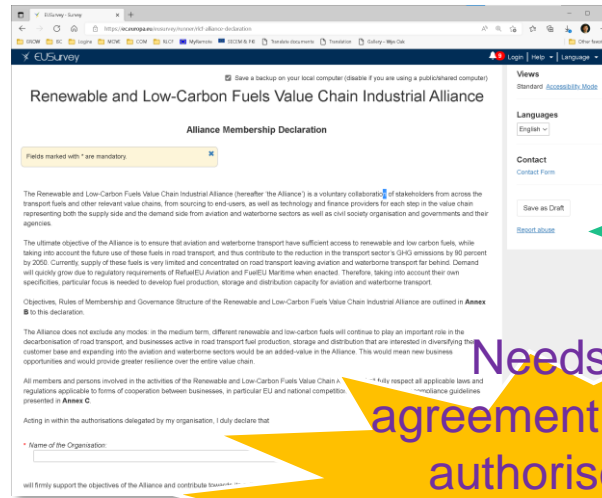 EUSurvey - Survey
https://ec.europa.eu/eusurvey/runner/rlcf-alliance-declaration
EUSurvey
Login | Help | Language
Save a backup on your local computer (disable if you are using a public/shared computer)
Renewable and Low-Carbon Fuels Value Chain Industrial Alliance
Alliance Membership Declaration
Fields marked with * are mandatory.
The Renewable and Low-Carbon Fuels Value Chain Industrial Alliance (hereafter 'the Alliance') is a voluntary collaboration of stakeholders from across the
transport fuels and other relevant value chains, from sourcing to end-users, as well as technology and finance providers for each step in the value chain
representing both the supply side and the demand side from aviation and waterborne sectors as well as civil society organisation and governments and their
agencies.
The ultimate objective of the Alliance is to ensure that aviation and waterborne transport have sufficient access to renewable and low carbon fuels, while
taking into account the future use of these fuels in road transport, and thus contribute to the reduction in the transport sector's GHG emissions by 90 percent
by 2050. Currently, supply of these fuels is very limited and concentrated on road transport leaving aviation and waterborne transport far behind. Demand
will quickly grow due to regulatory requirements of RefuelEU Aviation and FuelEU Maritime when enacted. Therefore, taking into account their own
specificities, particular focus is needed to develop fuel production, storage and distribution capacity for aviation and waterborne transport.
Objectives, Rules of Membership and Governance Structure of the Renewable and Low-Carbon Fuels Value Chain Industrial Alliance are outlined in Annex
B to this declaration.
The Alliance does not exclude any modes: in the medium term, different renewable and low-carbon fuels will continue to play an important role in the
decarbonisation of road transport, and businesses active in road transport fuel production, storage and distribution that are interested in diversifying the
customer base and expanding into the aviation and waterborne sectors would be an added-value in the Alliance. This would mean new business
opportunities and would provide greater resilience over the entire value chain.
All members and persons involved in the activities of the Renewable and Low-Carbon Fuels Value Chain fully respect all applicable laws and
regulations applicable to forms of cooperation between businesses, in particular EU and national guidelines
presented in Annex C.
Acting in within the authorisations delegated by my organisation, I duly declare that
* Name of the Organisation:
will firmly support the objectives of the Alliance and contribute towards
Views
Standard Accessibility Mode
Languages
English
Contact
Contact Form
Save as Draft
Report abuse
Needs
agreement
authoris